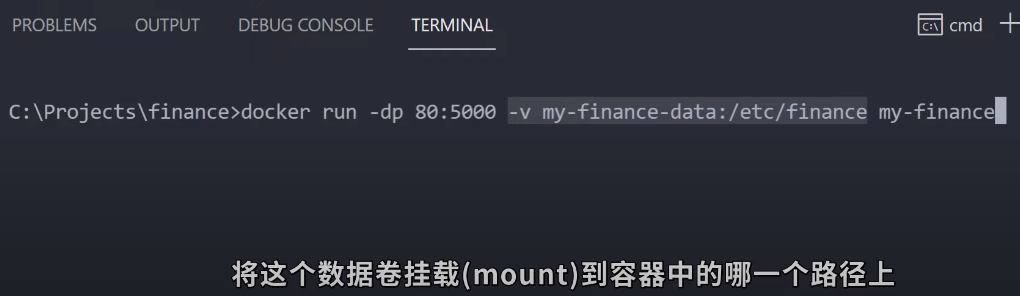 PROBLEMS OUTPUT DEBUG CONSOLE TERMINAL cmd
C:\Projects\finance>docker run -dp 80:5000 -v my-finance-data:/etc/finance my-finance
将这个数据卷挂载(mount)到容器中的哪一个路径上